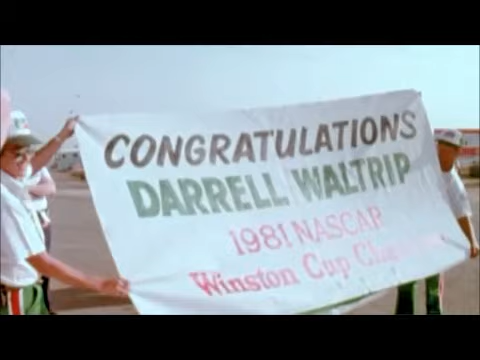 CONGRATULATIONS
DARRELL WALTRIP
1981 NASCAR
Winston Cup